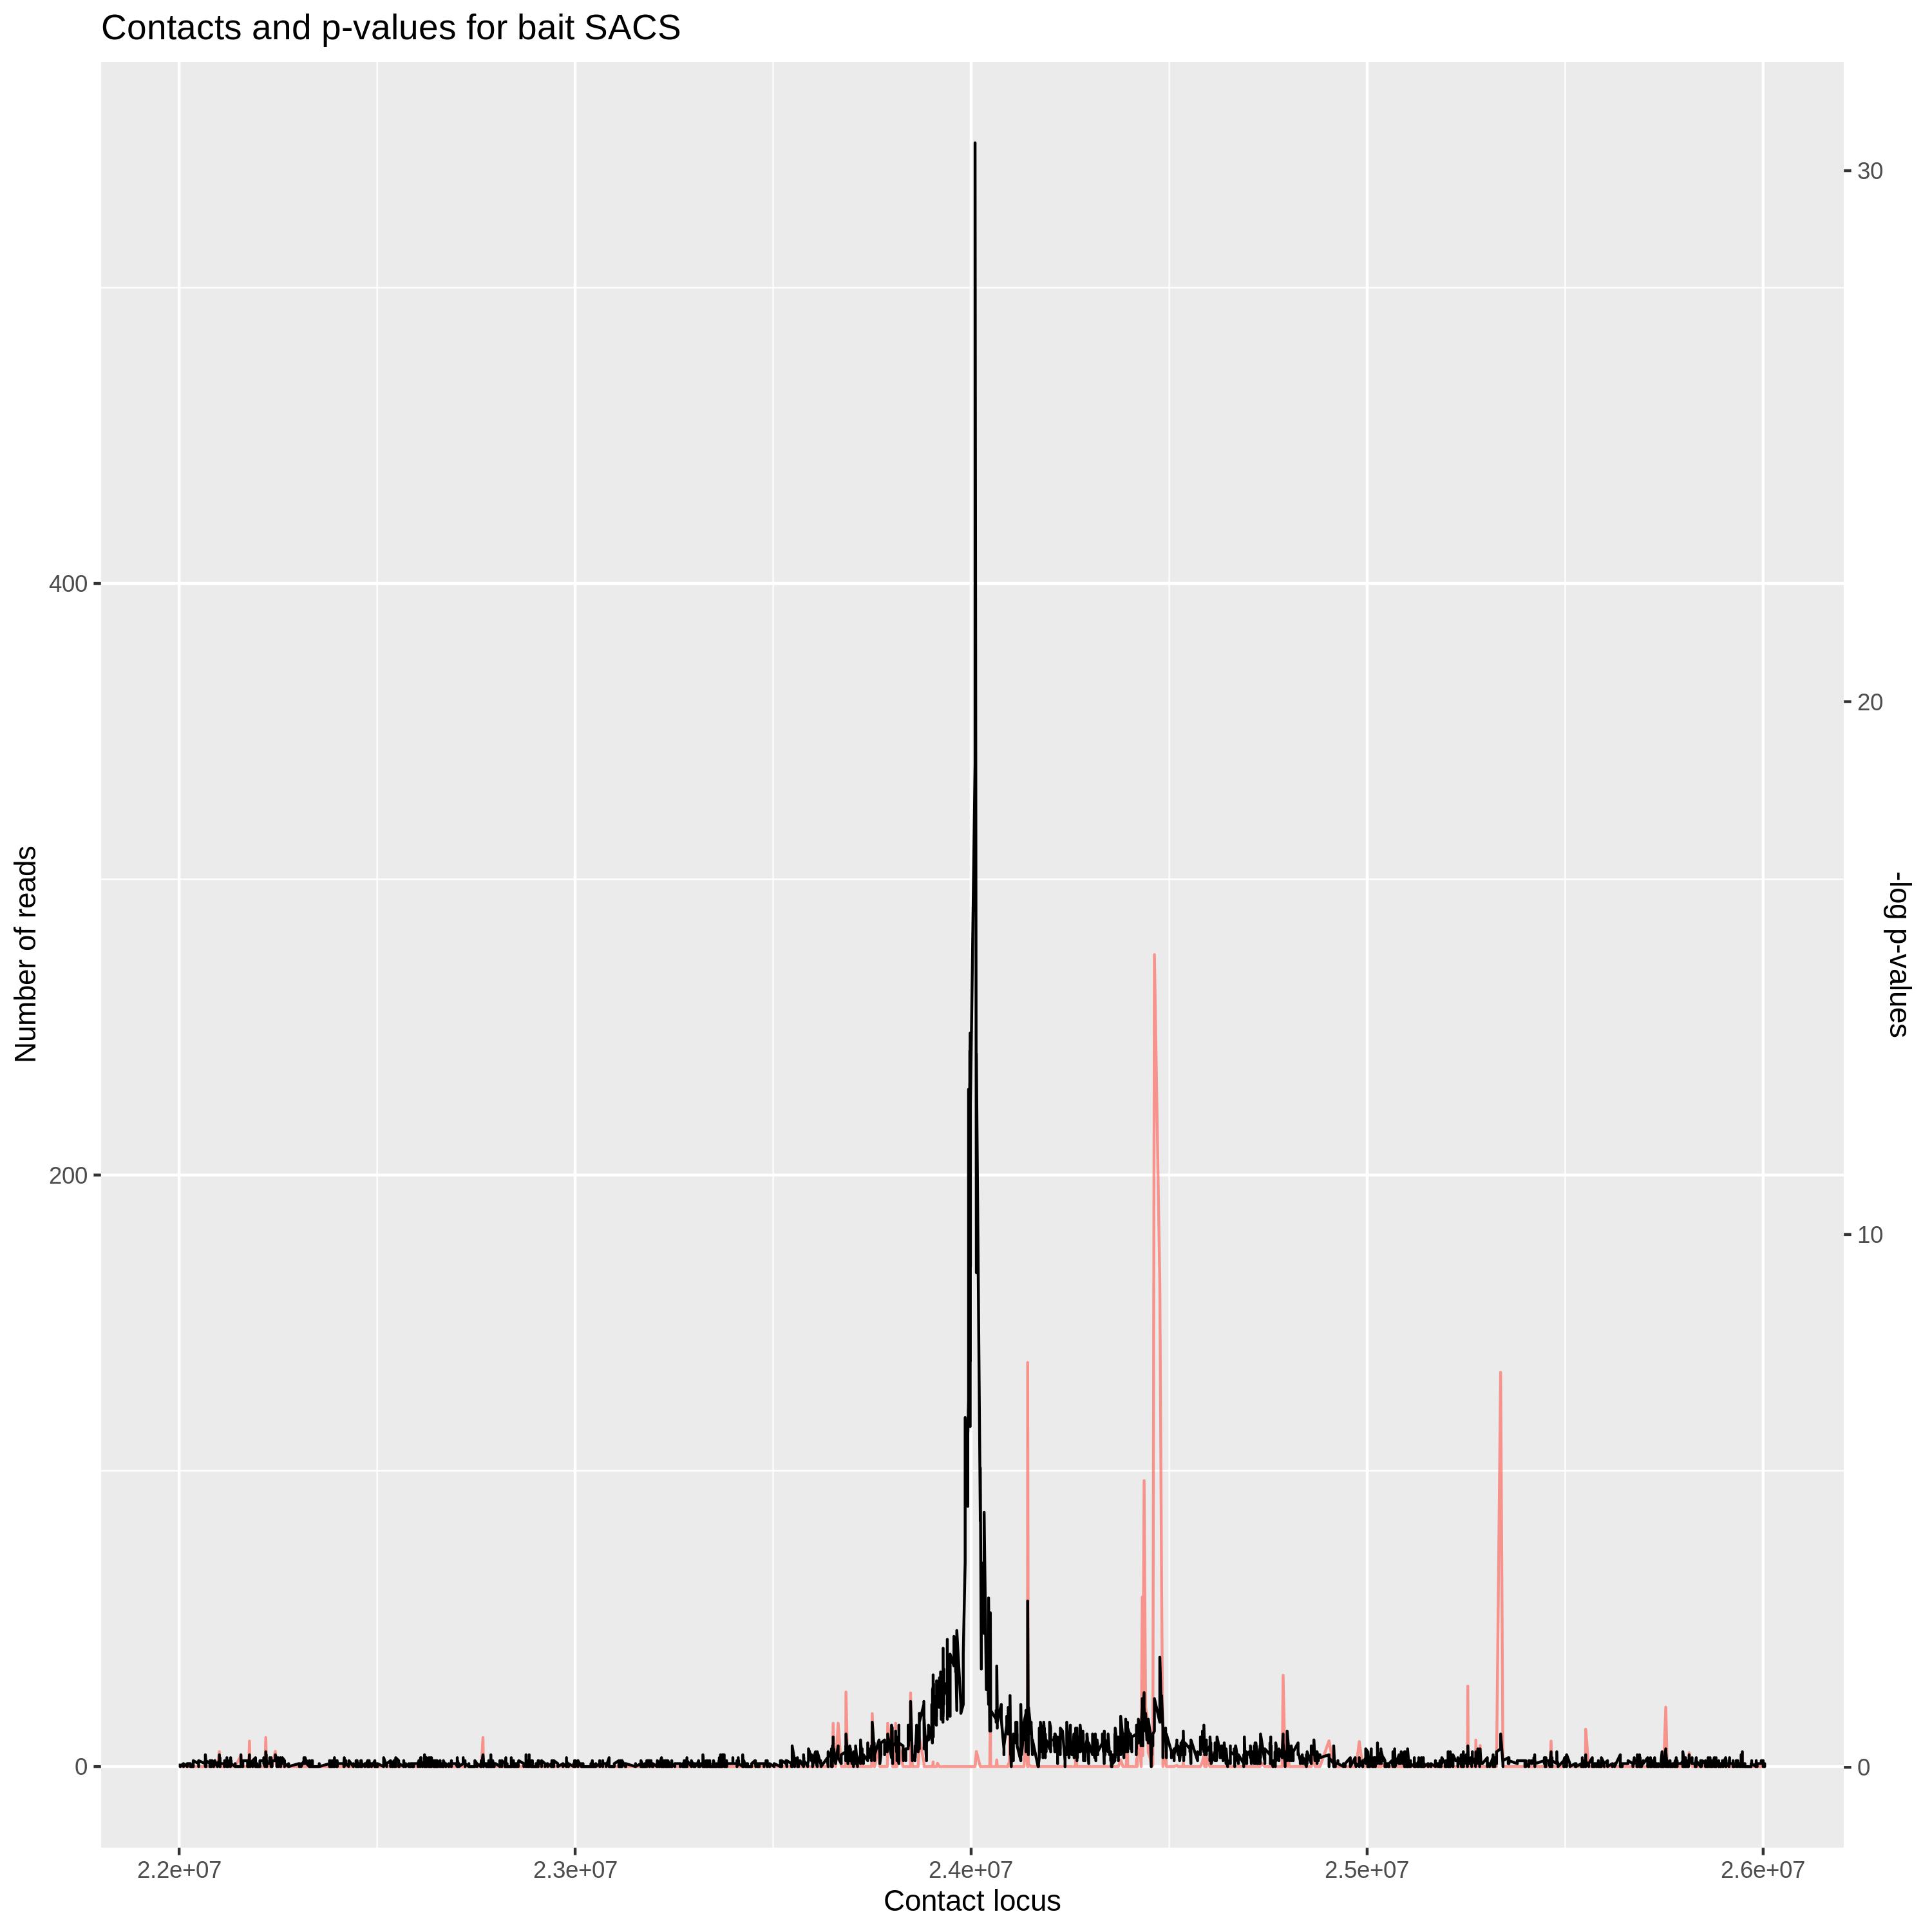 Contacts and p-values for bait SACS
Number of reads
400
200
0
30
20
10
0
-log p-values
2.2e+07
2.3e+07
2.4e+07
2.5e+07
2.6e+07
Contact locus